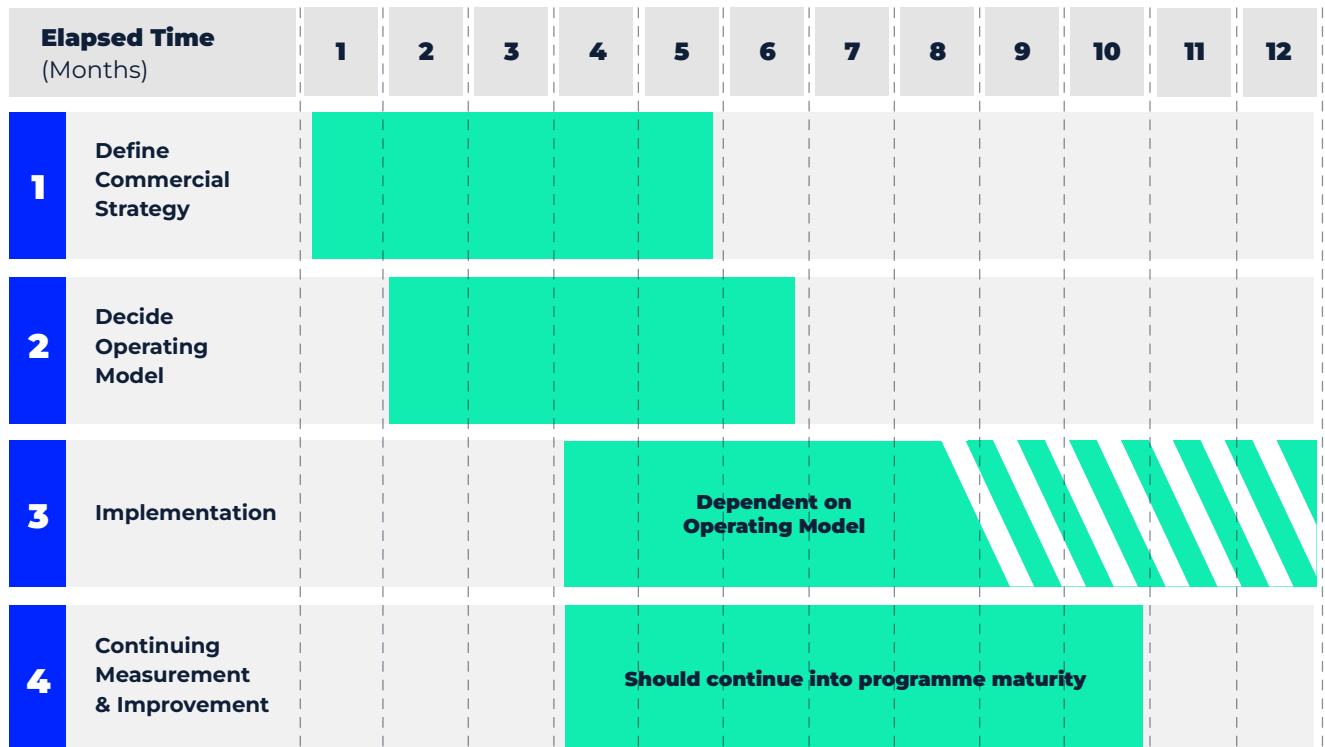 Elapsed Time
(Months)
1 2 3 4 5 6 7 8 9 10 11 12
1
Define
Commercial
Strategy
2
Decide
Operating
Model
3
Implementation
Dependent on
Operating Model
4
Continuing
Measurement
& Improvement
Should continue into programme maturity